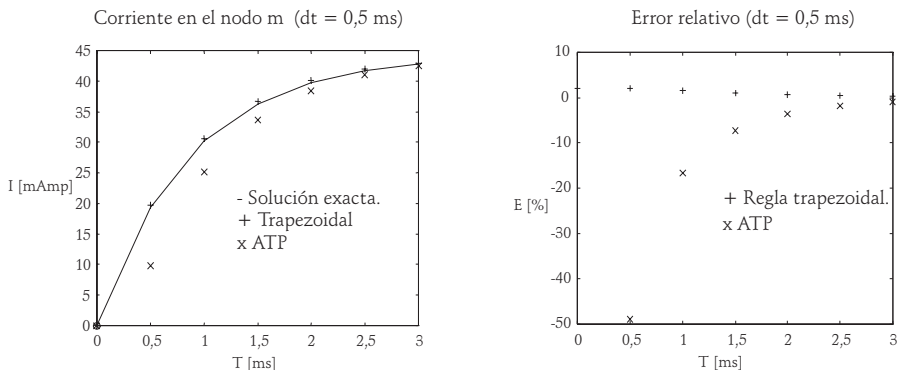 Corriente en el nodo m (dt = 0,5 ms)
45
40
35
30
25
20
15
10
5
0
I [mAmp]
- Solución exacta.
+ Trapezoidal
x ATP
0 0,5 1 1,5 2 2,5 3
T [ms]
Error relativo (dt = 0,5 ms)
10
0
-10
-20
-30
-40
-50
E [%]
+ Regla trapezoidal.
x ATP
0 0,5 1 1,5 2 2,5 3
T [ms]